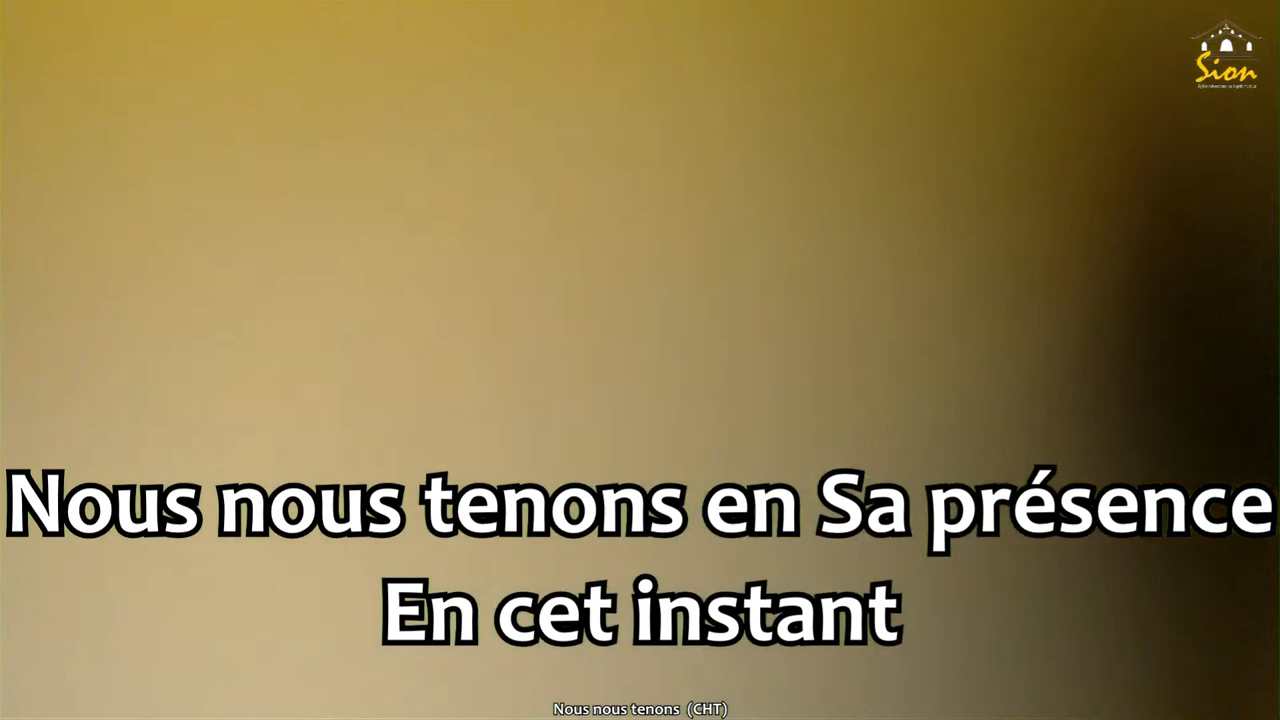 Sion
Nous nous tenons en Sa présence
En cet instant
Nous nous tenons (CHT)